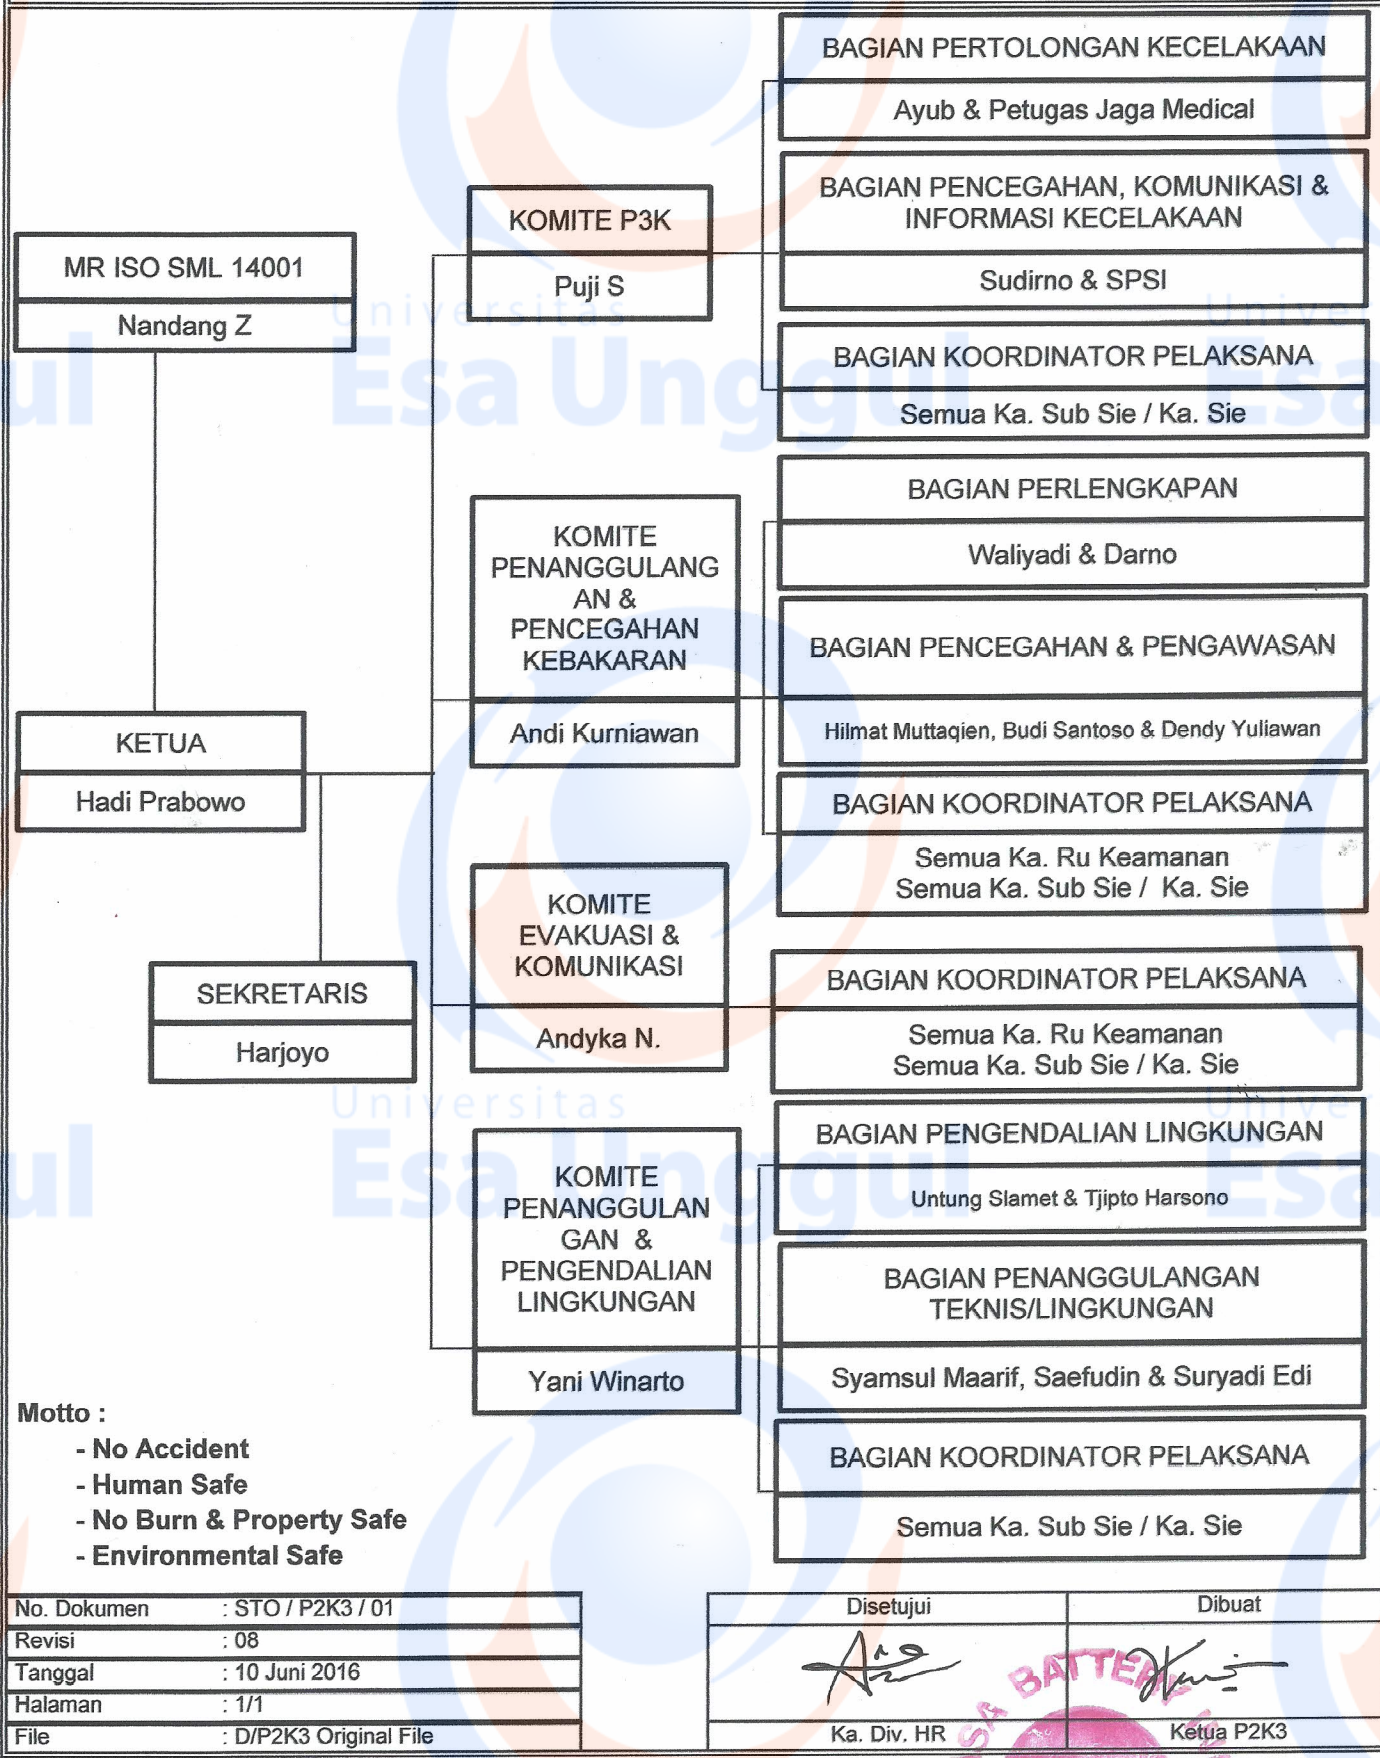 MR ISO SML 14001
Nandang Z
KETUA
Hadi Prabowo
SEKRETARIS
Harjoyo
KOMITE P3K
Puji S
BAGIAN PERTOLONGAN KECELAKAAN
Ayub & Petugas Jaga Medical
BAGIAN PENCEGAHAN, KOMUNIKASI &
INFORMASI KECELAKAAN
Sudirno & SPSI
BAGIAN KOORDINATOR PELAKSANA
Semua Ka. Sub Sie / Ka. Sie
KOMITE
PENANGGULANG
AN &
PENCEGAHAN
KEBAKARAN
Andi Kurniawan
BAGIAN PERLENGKAPAN
Waliyadi & Darno
BAGIAN PENCEGAHAN & PENGAWASAN
Hilmat Muttaqien, Budi Santoso & Dendy Yuliawan
BAGIAN KOORDINATOR PELAKSANA
Semua Ka. Ru Keamanan
Semua Ka. Sub Sie / Ka. Sie
KOMITE
EVAKUASI &
KOMUNIKASI
Andyka N.
BAGIAN KOORDINATOR PELAKSANA
Semua Ka. Ru Keamanan
Semua Ka. Sub Sie / Ka. Sie
KOMITE
PENANGGULAN
GAN &
PENGENDALIAN
LINGKUNGAN
Yani Winarto
BAGIAN PENGENDALIAN LINGKUNGAN
Untung Slamet & Tjipto Harsono
BAGIAN PENANGGULANGAN
TEKNIS/LINGKUNGAN
Syamsul Maarif, Saefudin & Suryadi Edi
BAGIAN KOORDINATOR PELAKSANA
Semua Ka. Sub Sie / Ka. Sie
Motto :
- No Accident
- Human Safe
- No Burn & Property Safe
- Environmental Safe
No. Dokumen : STO / P2K3 / 01
Revisi : 08
Tanggal : 10 Juni 2016
Halaman : 1/1
File : D/P2K3 Original File
Disetujui
Dibuat
Ka. Div. HR
Ketua P2K3
BATTERY
Universitas
Esa Unggul
Universitas
Esa Unggul